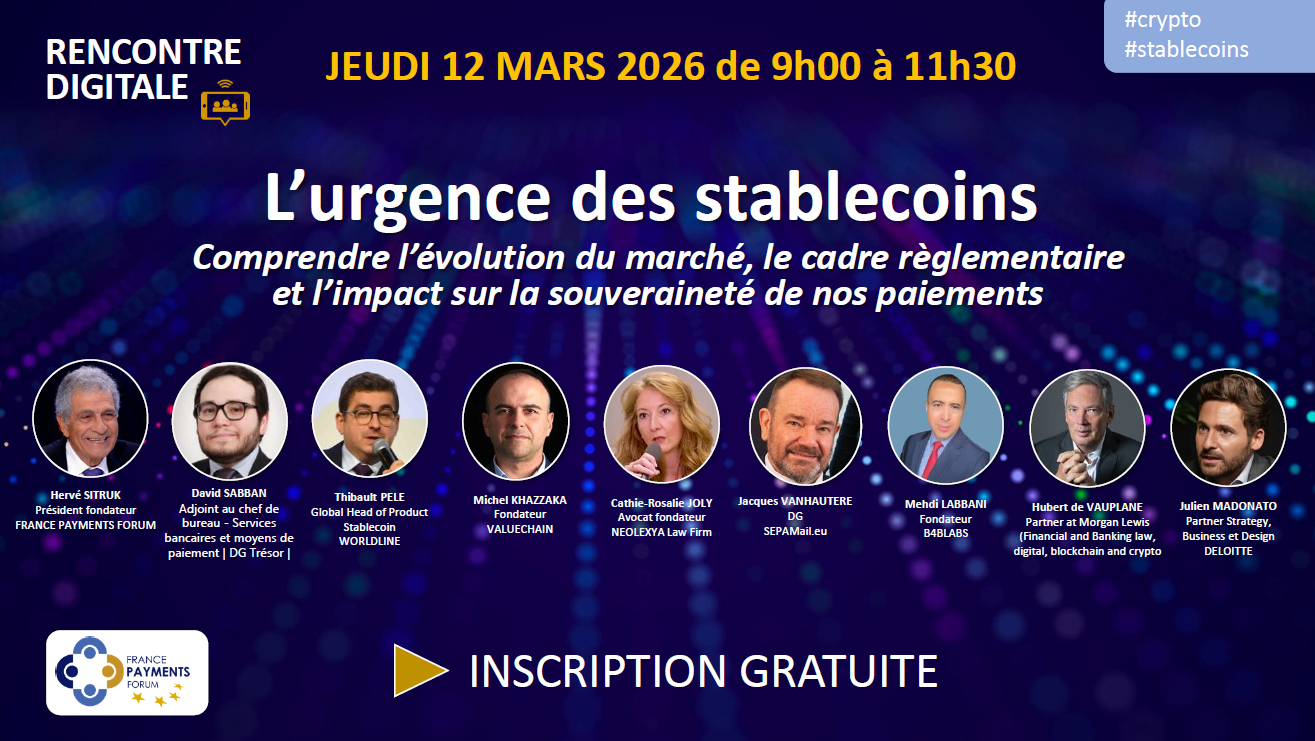 RENCONTRE
DIGITALE
JEUDI 12 MARS 2026 de 9h00 à 11h30
#crypto
#stablecoins
L’urgence des stablecoins
Comprendre l’évolution du marché, le cadre règlementaire
et l’impact sur la souveraineté de nos paiements
Hervé SITRUK
Président fondateur
FRANCE PAYMENTS FORUM
David SABBAN
Adjoint au chef de
bureau – Services
bancaires et moyens de
paiement | DG Trésor |
Thibault PELE
Global Head of Product
Stablecoin
WORLDLINE
Michel KHAZZAKA
Fondateur
VALUECHAIN
Cathie-Rosalie JOLY
Avocat fondateur
NEOLEXYA Law Firm
Jacques VANHAUTERE
DG
SEPAMail.eu
Mehdi LABBANI
Fondateur
B4BLABS
Hubert de VAUPLANE
Partner at Morgan Lewis
(Financial and Banking law,
digital, blockchain and crypto
Julien MADONATO
Partner Strategy,
Business et Design
DELOITTE
FRANCE
PAYMENTS
FORUM
INSCRIPTION GRATUITE